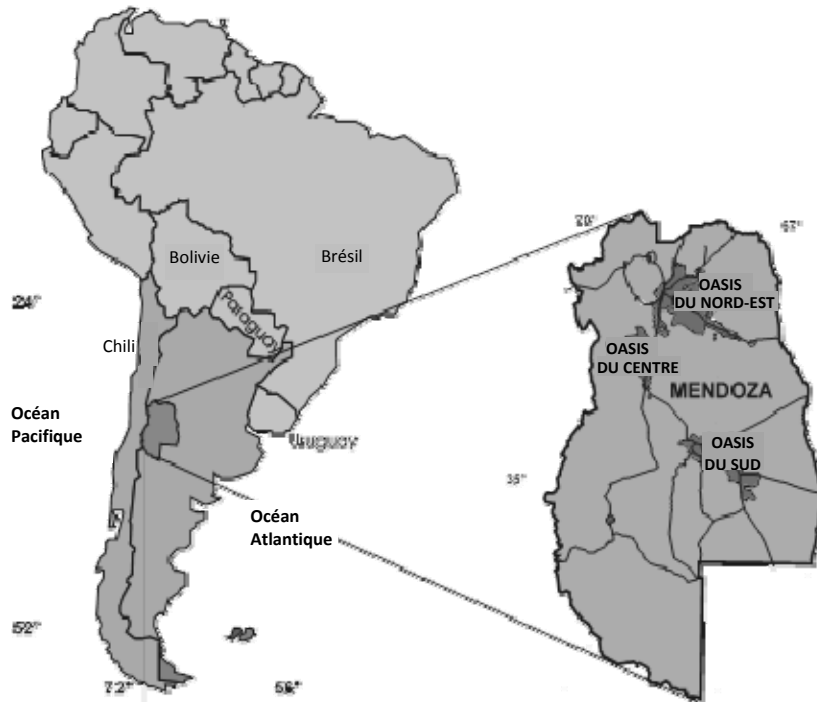 Bolivie
Brésil
Paraguay
24°
Chili
Océan
Pacifique
Uruguay
Océan
Atlantique
52°
72°
70°
67°
OASIS
DU NORD-EST
OASIS
DU CENTRE
MENDOZA
OASIS
DU SUD
35°